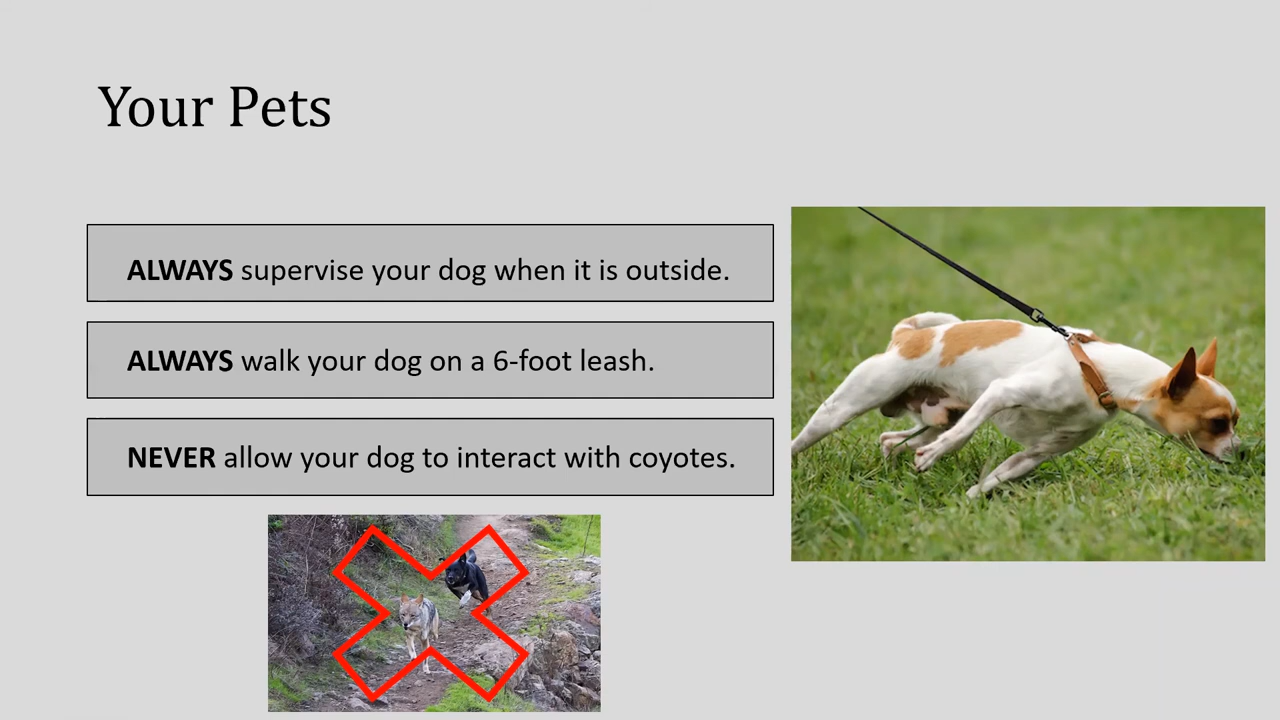 Your Pets
ALWAYS supervise your dog when it is outside.
ALWAYS walk your dog on a 6-foot leash.
NEVER allow your dog to interact with coyotes.